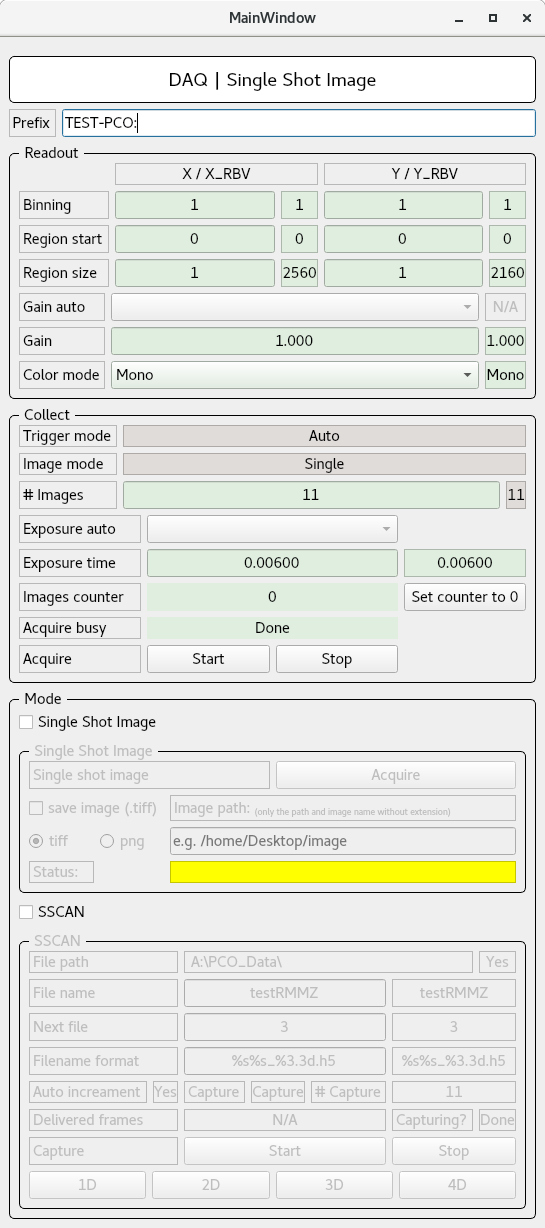 MainWindow
DAQ | Single Shot Image
Prefix TEST-PCO:
Readout
X / X_RBV Y / Y_RBV
Binning 1 1 1 1
Region start 0 0 0 0
Region size 1 2560 1 2160
Gain auto N/A
Gain 1.000 1.000
Color mode Mono Mono
Collect
Trigger mode Auto
Image mode Single
# Images 11 11
Exposure auto
Exposure time 0.00600 0.00600
Images counter 0 Set counter to 0
Acquire busy Done
Acquire Start Stop
Mode
Single Shot Image
Single Shot Image
Single shot image Acquire
save image (.tiff) Image path: (only the path and image name without extension)
tiff png e.g. /home/Desktop/image
Status:
SSCAN
SSCAN
File path A:\PCO_Data\ Yes
File name testRMMZ testRMMZ
Next file 3 3
Filename format %s%s_%3.3d.h5 %s%s_%3.3d.h5
Auto increament Yes Capture Capture # Capture 11
Delivered frames N/A Capturing? Done
Capture Start Stop
1D 2D 3D 4D